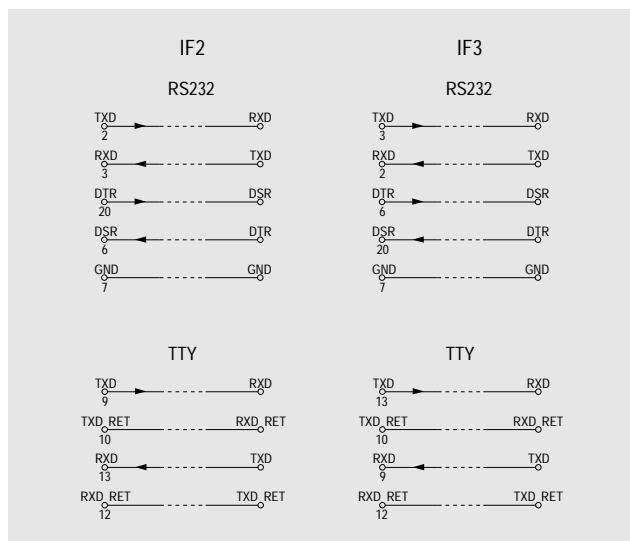 IF2 IF3
RS232 RS232
TXD RXD TXD RXD
2 3
RXD TXD RXD TXD
3 2
DTR DSR DTR DSR
20 6
DSR DTR DSR DTR
6 20
GND GND GND GND
7 7
TTY TTY
TXD RXD TXD RXD
9 13
TXD_RET RXD_RET TXD_RET RXD_RET
10 10
RXD TXD RXD TXD
13 9
RXD_RET TXD_RET RXD_RET TXD_RET
12 12